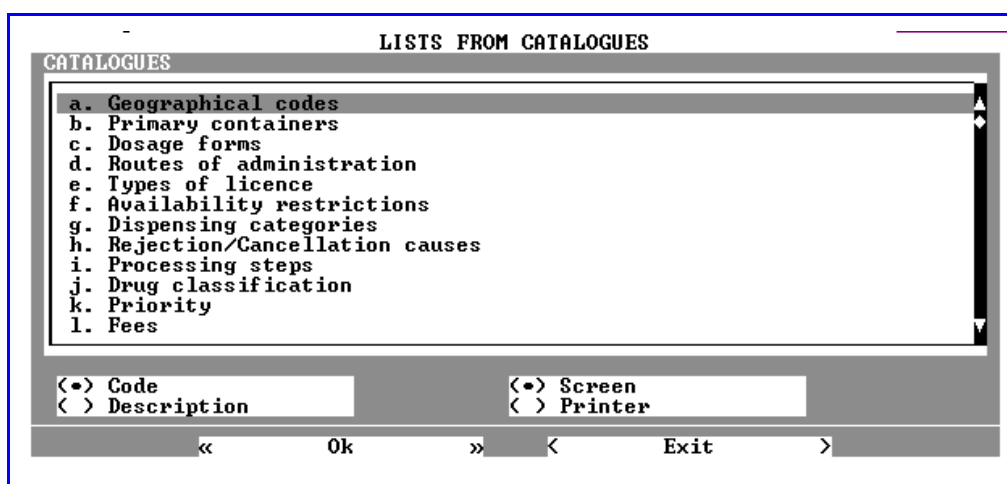 LISTS FROM CATALOGUES
CATALOGUES
a. Geographical codes
b. Primary containers
c. Dosage forms
d. Routes of administration
e. Types of licence
f. Availability restrictions
g. Dispensing categories
h. Rejection/Cancellation causes
i. Processing steps
j. Drug classification
k. Priority
l. Fees
(•) Code (•) Screen
( ) Description ( ) Printer
« Ok » < Exit >